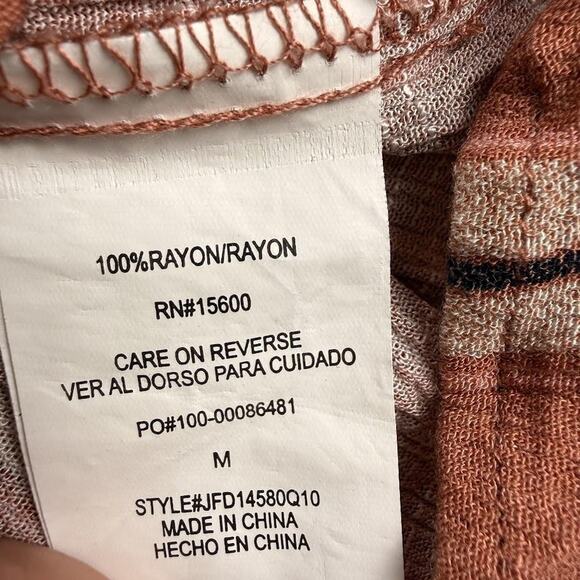 100%RAYON/RAYON
RN#15600
CARE ON REVERSE
VER AL DORSO PARA CUIDADO
PO#100-00086481
M
STYLE#JFD14580Q10
MADE IN CHINA
HECHO EN CHINA